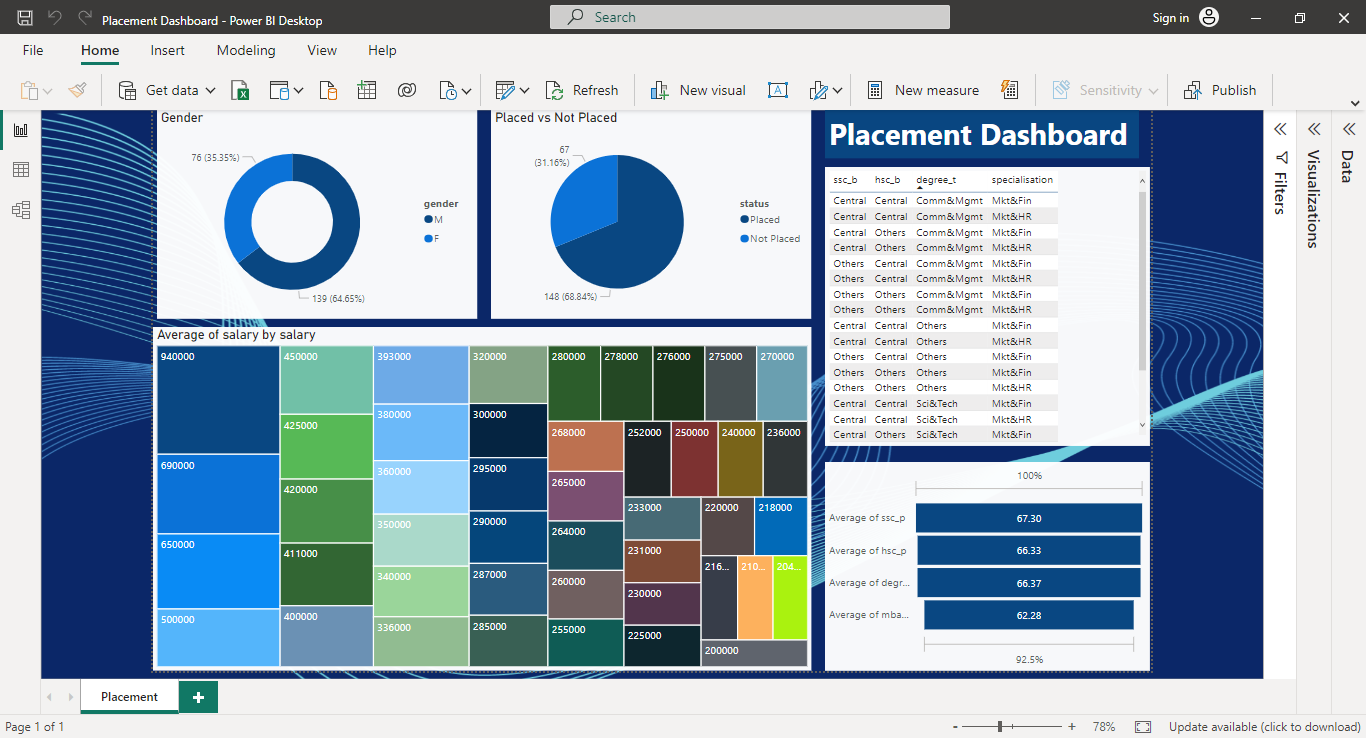 Placement Dashboard - Power BI Desktop
Search
Sign in
File Home Insert Modeling View Help
Get data
Refresh
New visual
New measure
Sensitivity
Publish
Gender
76 (35.35%)
139 (64.65%)
gender
M
F
Placed vs Not Placed
67
(31.16%)
148 (68.84%)
status
Placed
Not Placed
Placement Dashboard
ssc_b hsc_b degree_t specialisation
Central Central Comm&Mgmt Mkt&Fin
Central Central Comm&Mgmt Mkt&HR
Central Others Comm&Mgmt Mkt&Fin
Central Others Comm&Mgmt Mkt&HR
Others Central Comm&Mgmt Mkt&Fin
Others Central Comm&Mgmt Mkt&HR
Others Others Comm&Mgmt Mkt&Fin
Others Others Comm&Mgmt Mkt&HR
Central Central Others Mkt&Fin
Central Central Others Mkt&HR
Central Others Others Mkt&Fin
Others Others Others Mkt&Fin
Others Others Others Mkt&HR
Central Central Sci&Tech Mkt&Fin
Central Central Sci&Tech Mkt&HR
Central Others Sci&Tech Mkt&Fin
Filters
Visualizations
Data
Average of salary by salary
940000
690000
650000
500000
450000
425000
420000
411000
400000
393000
380000
360000
350000
340000
336000
320000
300000
295000
290000
287000
285000
280000
278000
276000
275000
270000
268000
265000
264000
260000
255000
252000
250000
240000
236000
233000
231000
230000
225000
220000
218000
216...
210...
204...
200000
100%
Average of ssc_p 67.30
Average of hsc_p 66.33
Average of degr... 66.37
Average of mba... 62.28
92.5%
Placement
Page 1 of 1
78%
Update available (click to download)